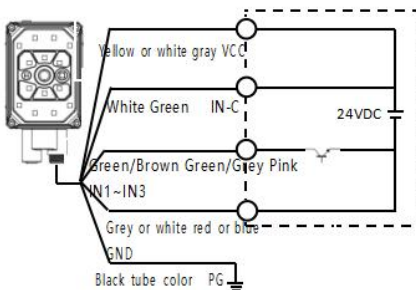 Yellow or white gray VCC
White Green IN-C
24VDC
Green/Brown Green/Grey Pink
IN1~IN3
Grey or white red or blue
GND
Black tube color PG